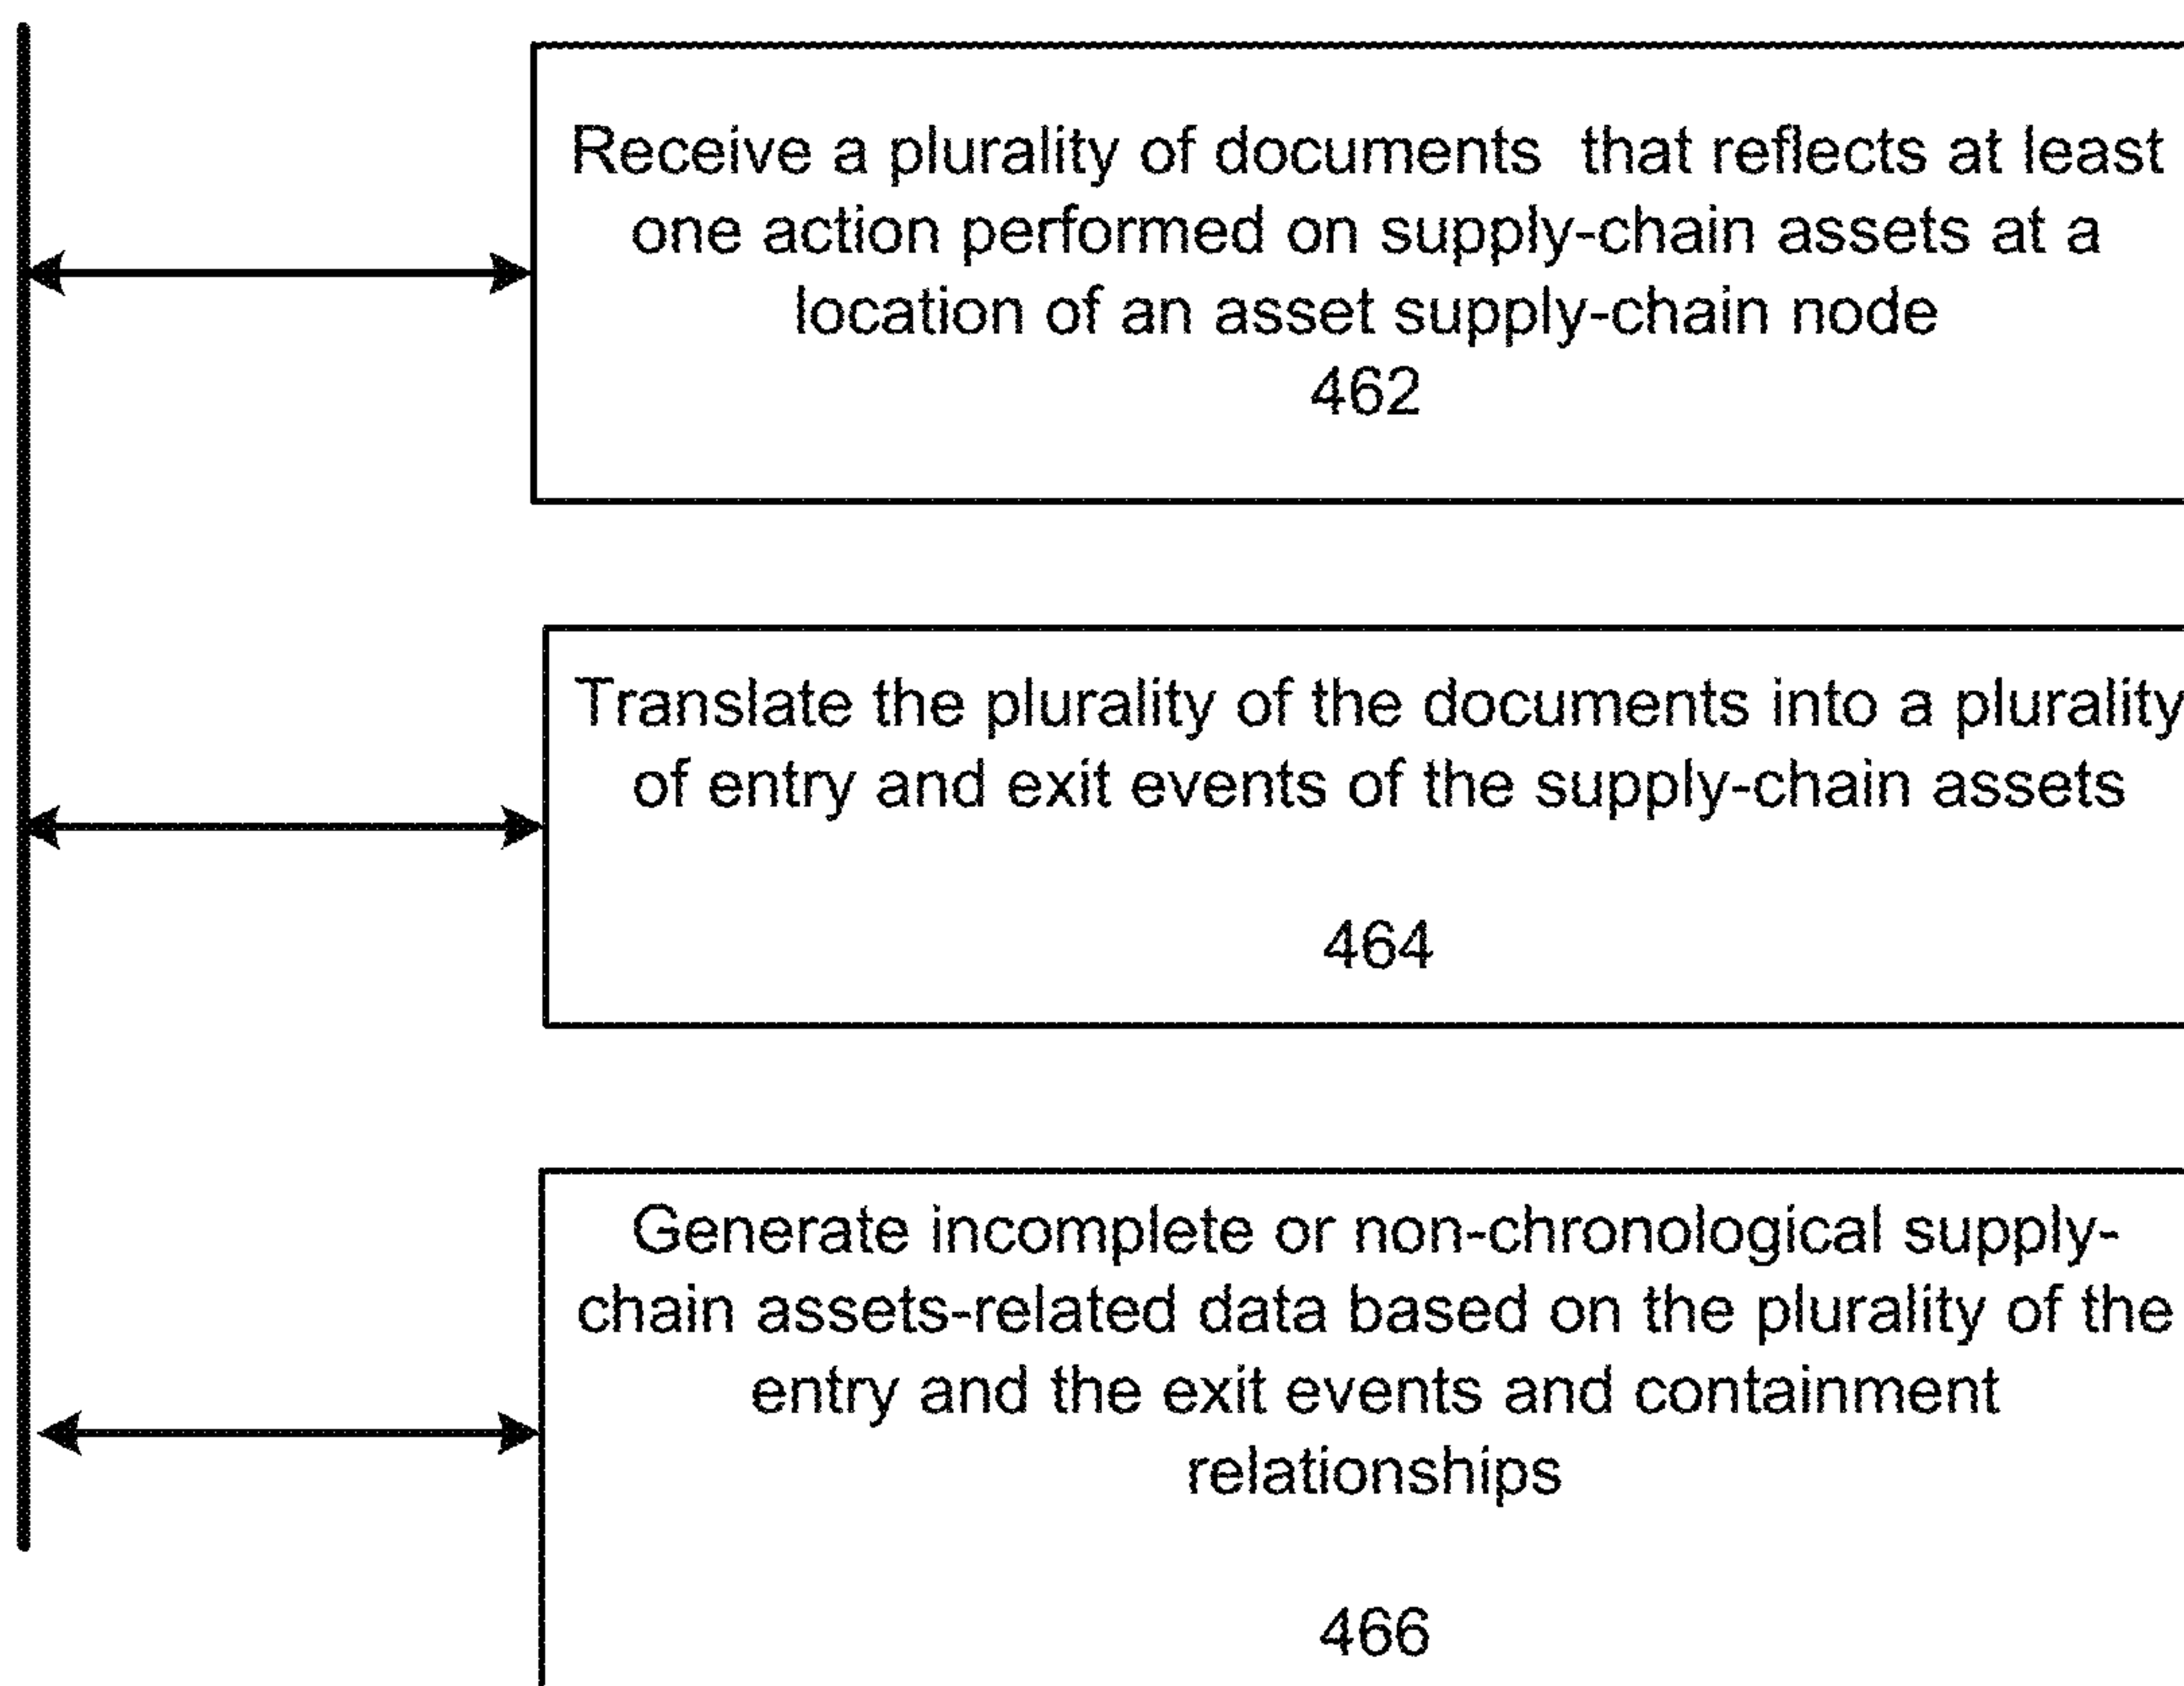 Receive a plurality of documents that reflects at least
one action performed on supply-chain assets at a
location of an asset supply-chain node
462
Translate the plurality of the documents into a plurality
of entry and exit events of the supply-chain assets
464
Generate incomplete or non-chronological supply-
chain assets-related data based on the plurality of the
entry and the exit events and containment
relationships
466